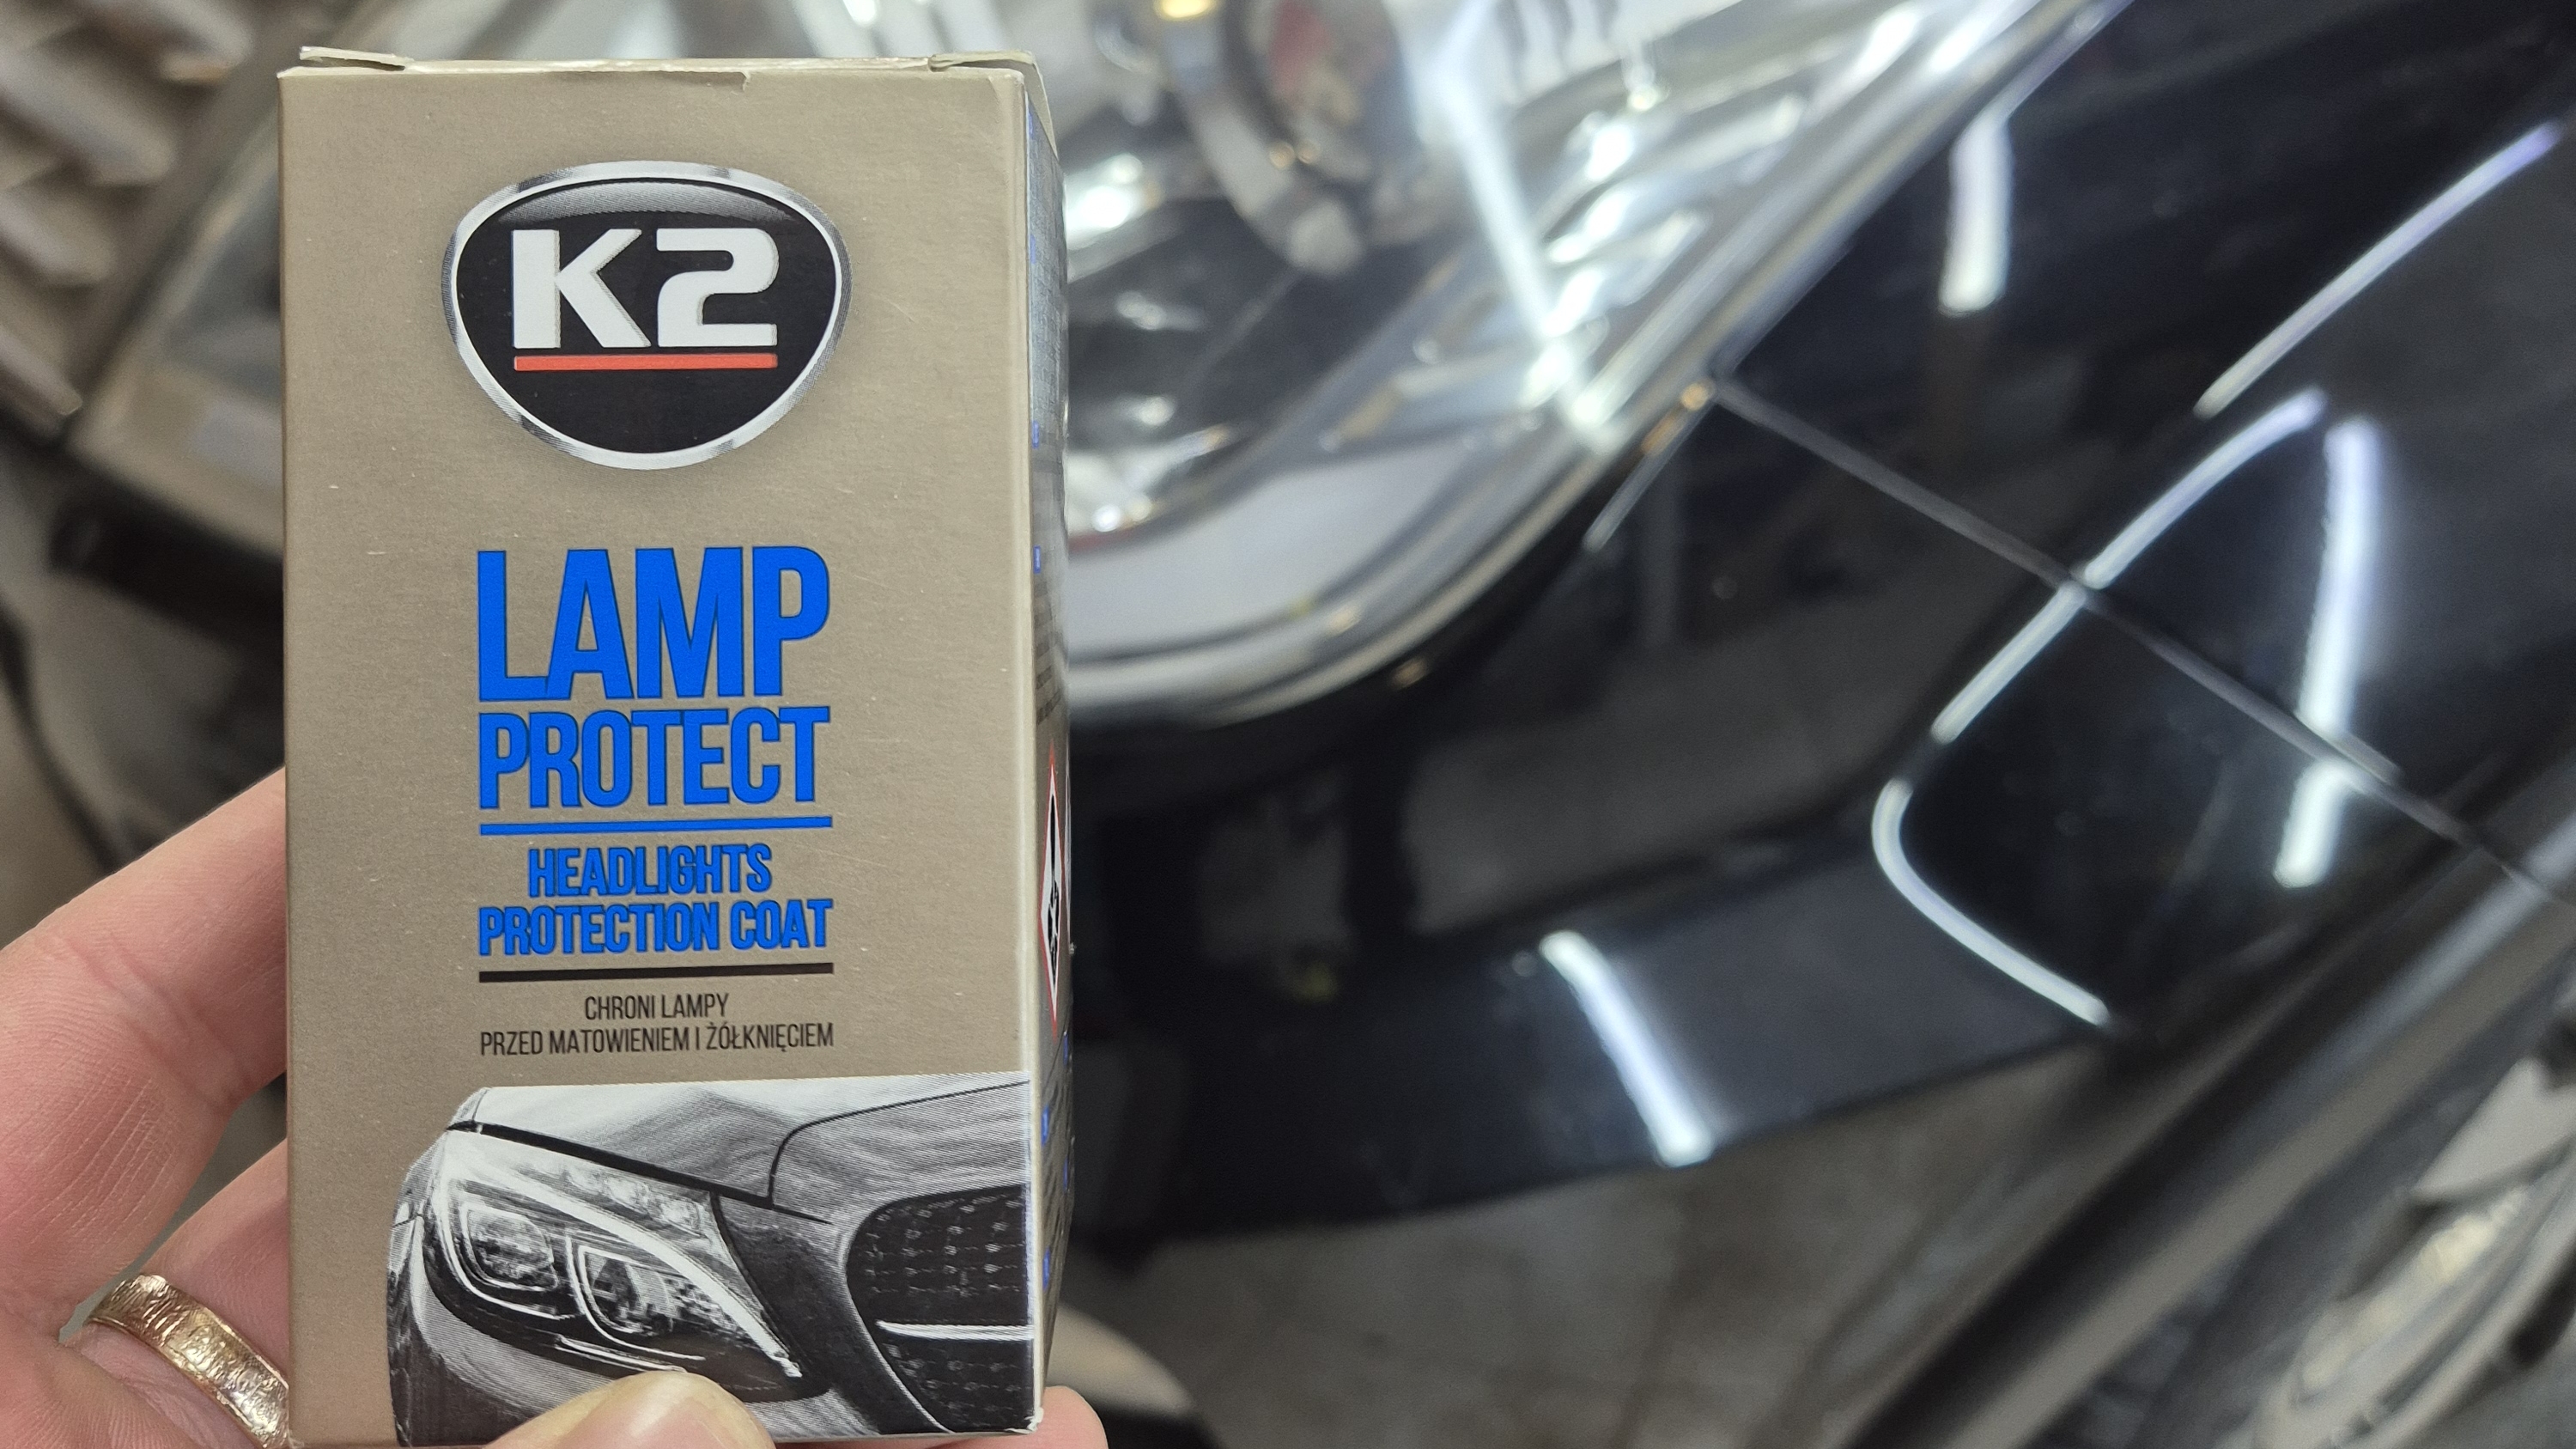 K2
LAMP
PROTECT
HEADLIGHTS
PROTECTION COAT
CHRONI LAMPY
PRZED MATOWIENIEM I ŻÓŁKNIĘCIEM